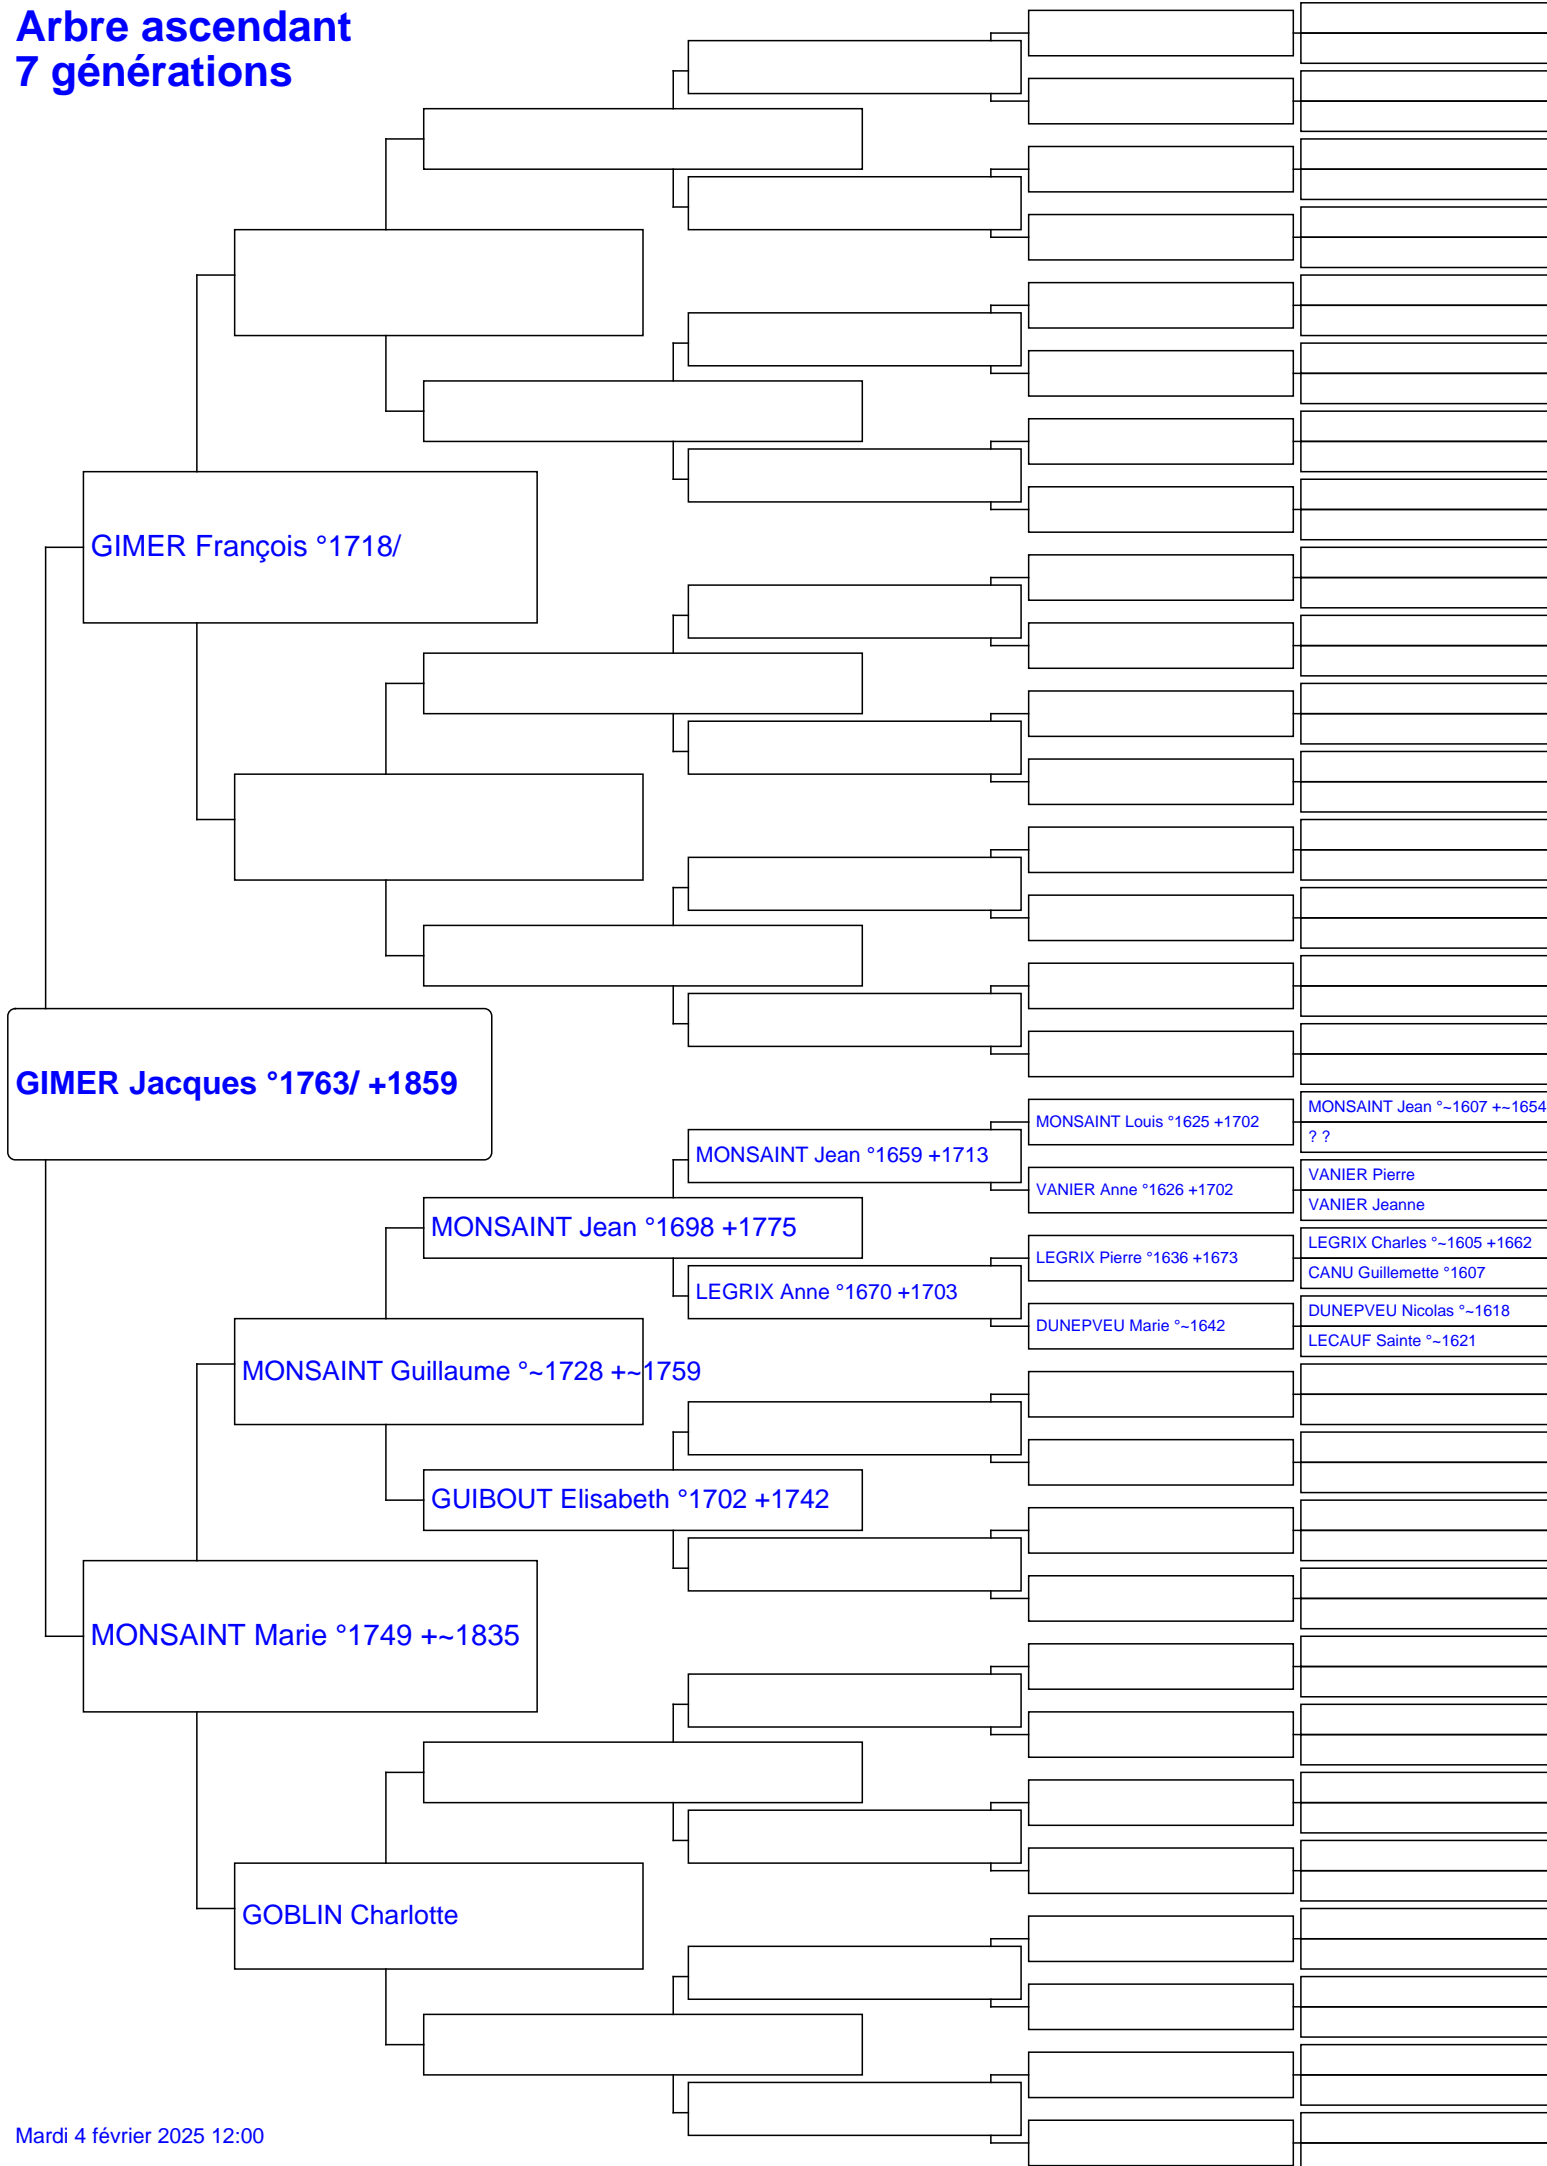 Arbre ascendant
7 générations
GIMER François °1718/
GIMER Jacques °1763/ +1859
MONSAINT Jean °~1607 +~1654
MONSAINT Louis °1625 +1702
? ?
MONSAINT Jean °1659 +1713
VANIER Pierre
VANIER Anne °1626 +1702
VANIER Jeanne
MONSAINT Jean °1698 +1775
LEGRIX Charles °~1605 +1662
LEGRIX Pierre °1636 +1673
CANU Guillemette °1607
LEGRIX Anne °1670 +1703
DUNEPVEU Nicolas °~1618
DUNEPVEU Marie °~1642
LECAUF Sainte °~1621
MONSAINT Guillaume °~1728 +~1759
GUIBOUT Elisabeth °1702 +1742
MONSAINT Marie °1749 +~1835
GOBLIN Charlotte
Mardi 4 février 2025 12:00